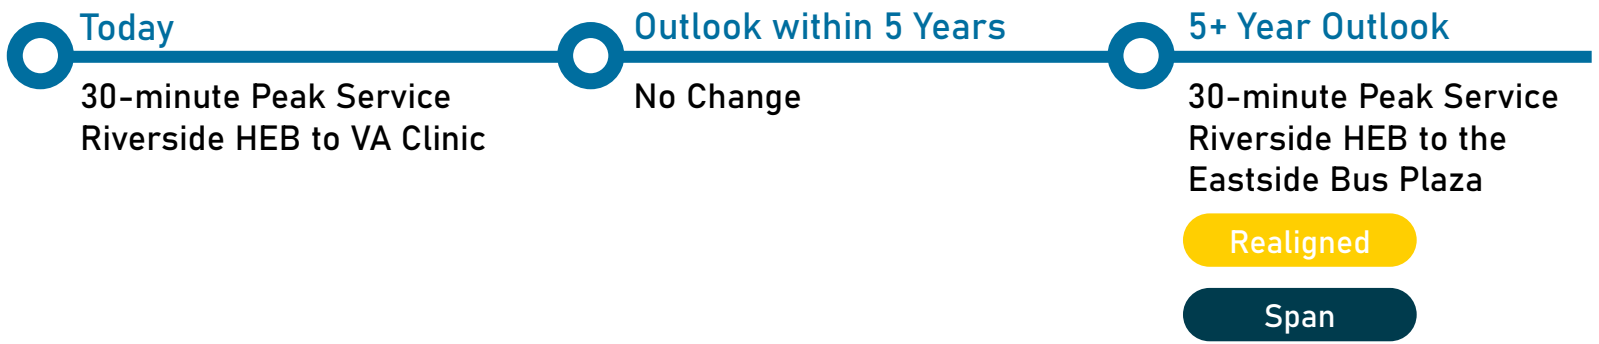 Today
30-minute Peak Service
Riverside HEB to VA Clinic
Outlook within 5 Years
No Change
5+ Year Outlook
30-minute Peak Service
Riverside HEB to the
Eastside Bus Plaza
Realigned
Span